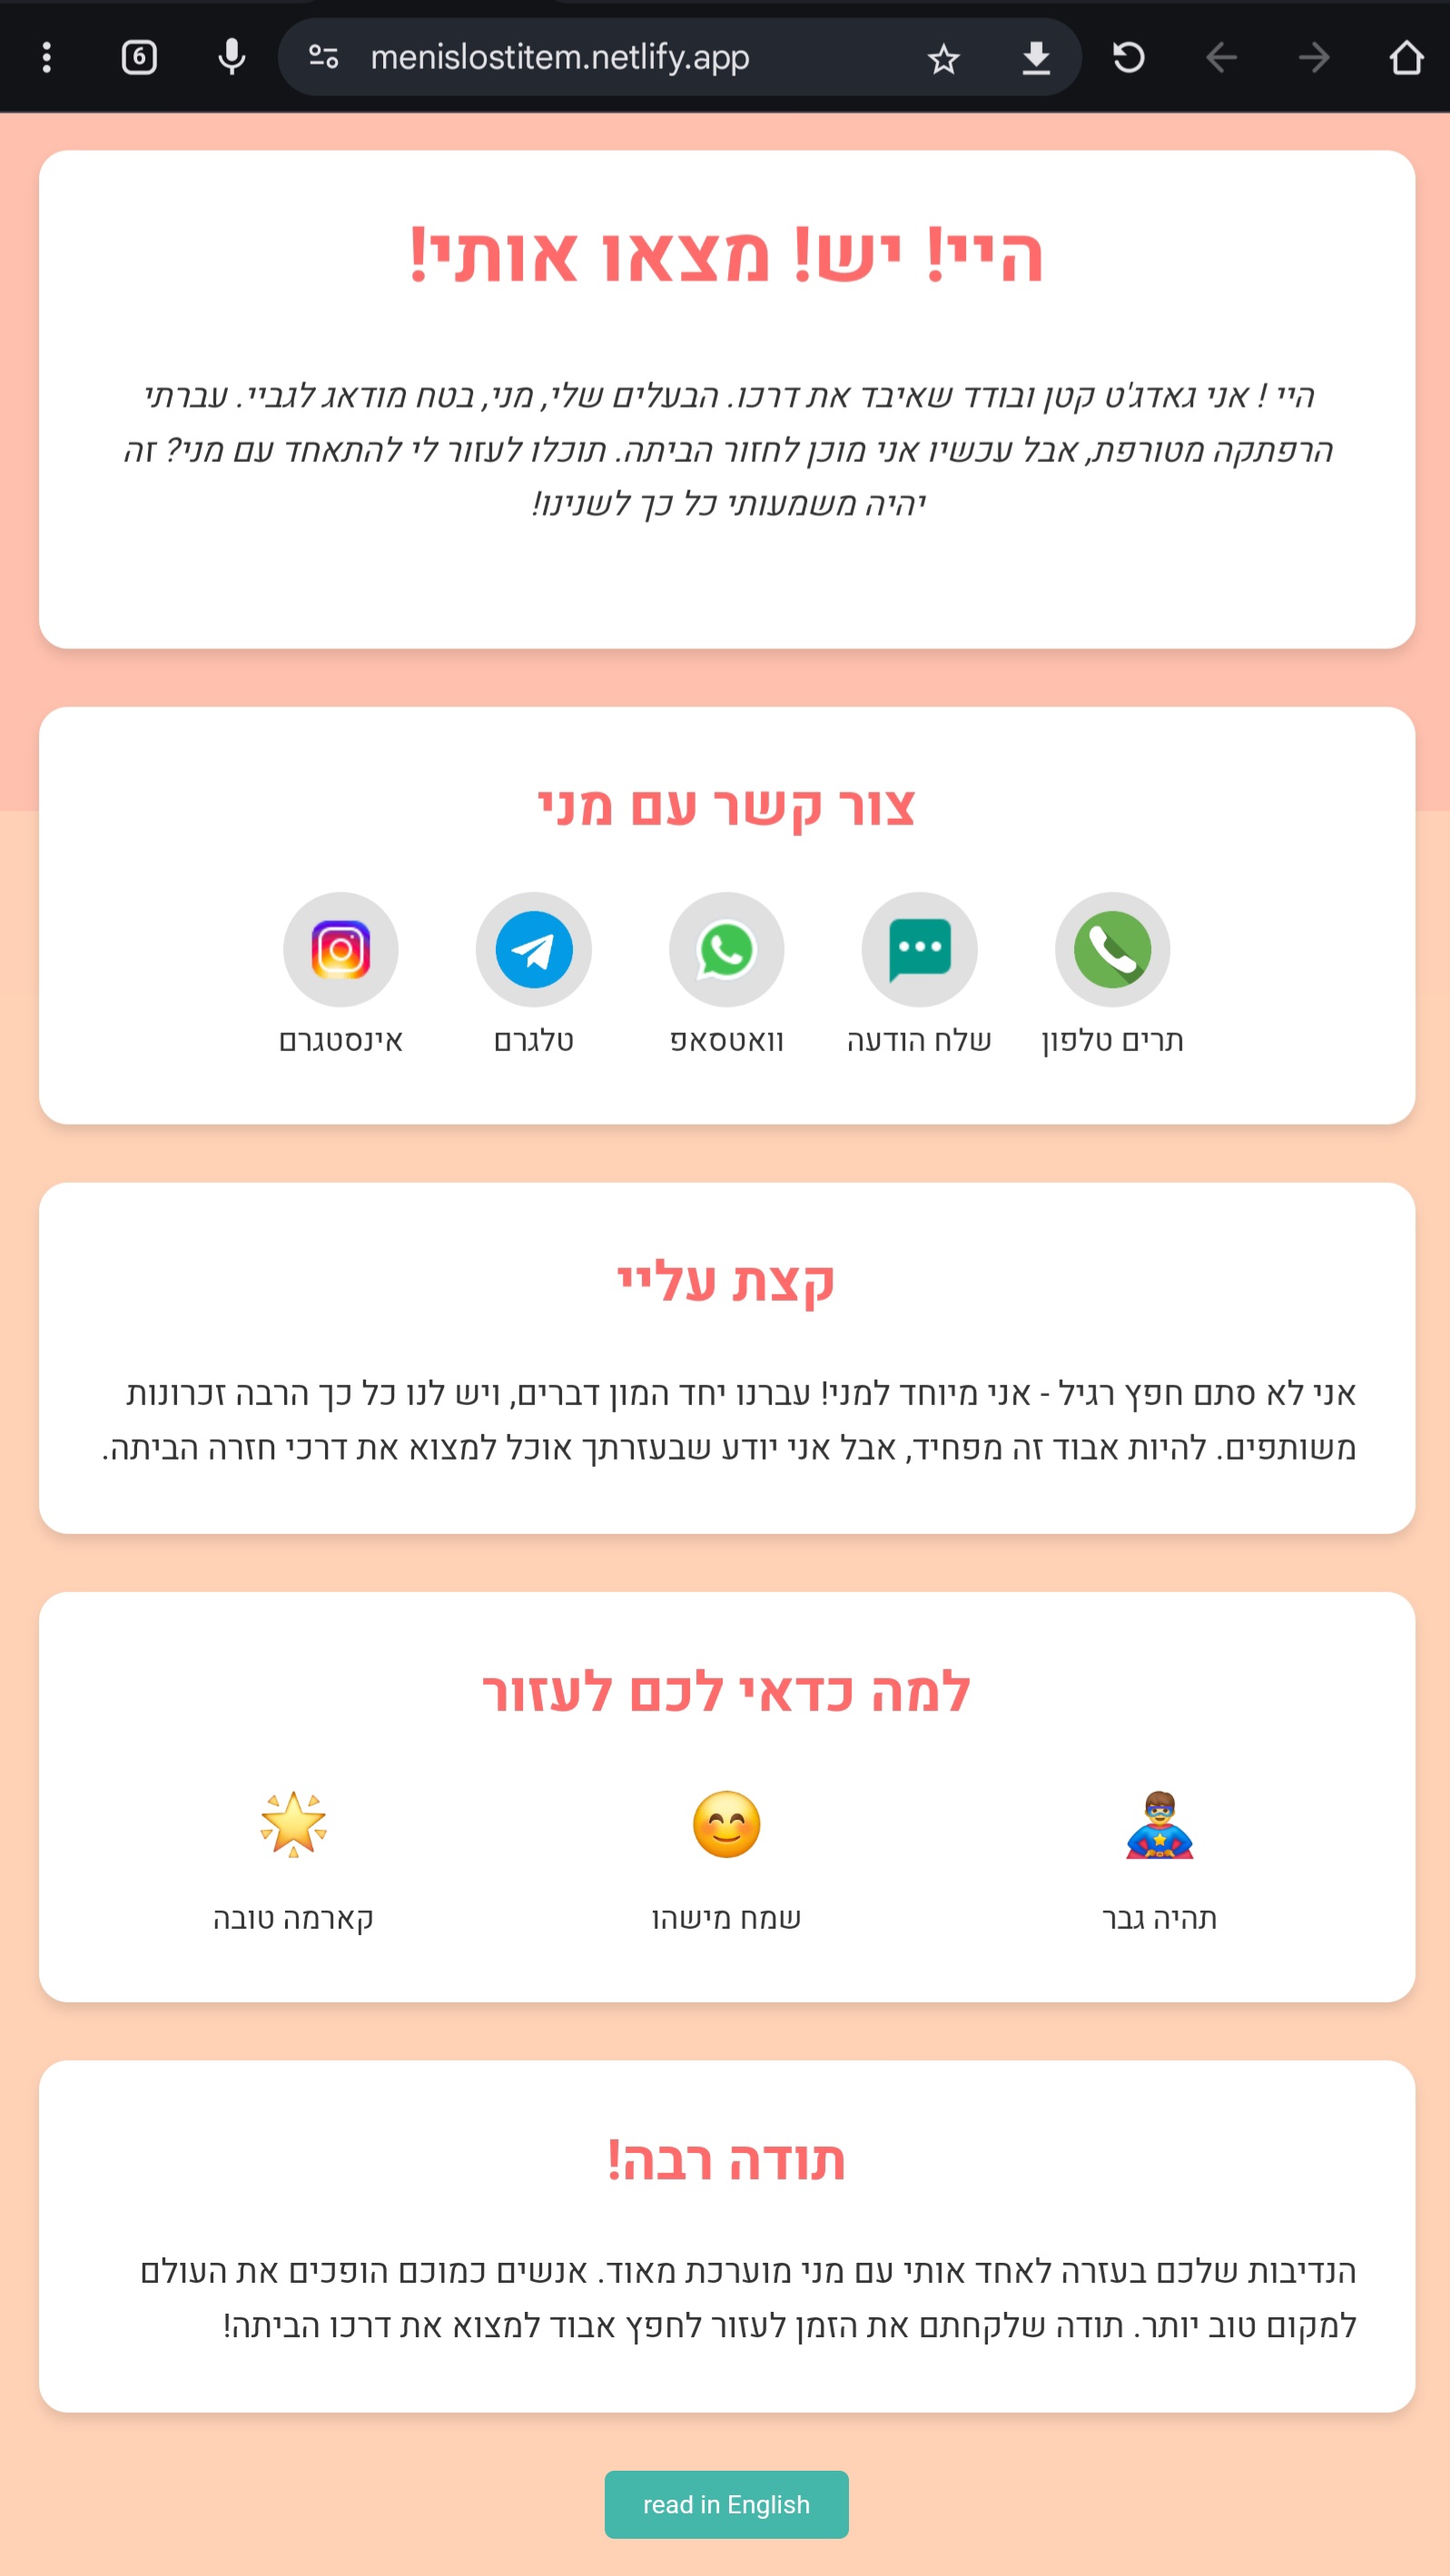 6
menislostitem.netlify.app
היי! יש! מצאו אותי!
היי ! אני גאדג'ט קטן ובודד שאיבד את דרכו. הבעלים שלי, מני, בטח מודאג לגביי. עברתי
הרפתקה מטורפת, אבל עכשיו אני מוכן לחזור הביתה. תוכלו לעזור לי להתאחד עם מני? זה
יהיה משמעותי כל כך לשנינו!
צור קשר עם מני
תרים טלפון
שלח הודעה
וואטסאפ
טלגרם
אינסטגרם
קצת עליי
אני לא סתם חפץ רגיל - אני מיוחד למני! עברנו יחד המון דברים, ויש לנו כל כך הרבה זכרונות
משותפים. להיות אבוד זה מפחיד, אבל אני יודע שבעזרתך אוכל למצוא את דרכי חזרה הביתה.
למה כדאי לכם לעזור
תהיה גבר
שמח מישהו
קארמה טובה
תודה רבה!
הנדיבות שלכם בעזרה לאחד אותי עם מני מוערכת מאוד. אנשים כמוכם הופכים את העולם
למקום טוב יותר. תודה שלקחתם את הזמן לעזור לחפץ אבוד למצוא את דרכו הביתה!
read in English